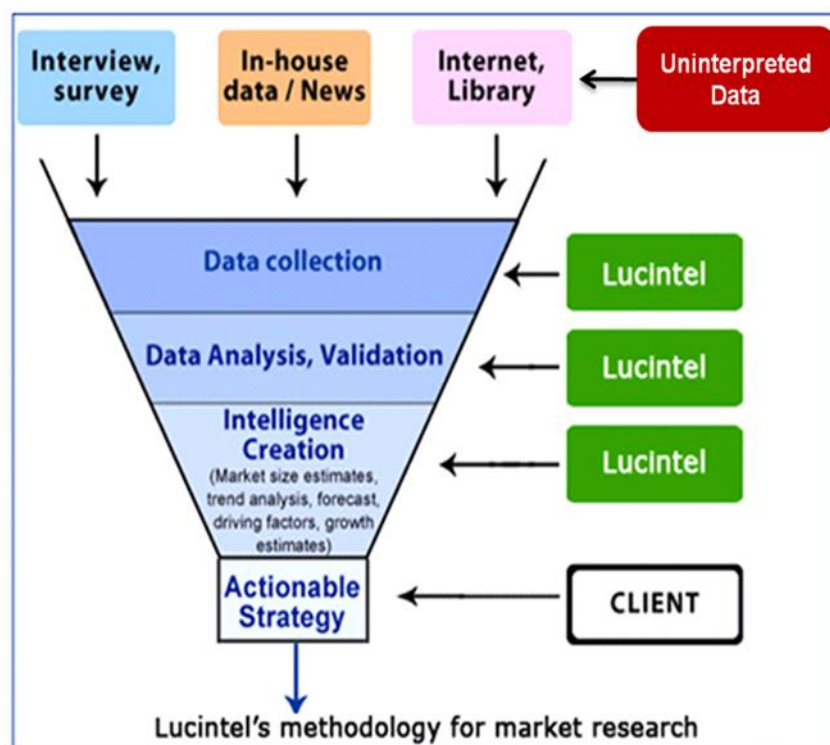 Interview,
survey
In-house
data / News
Internet,
Library
Uninterpreted
Data
Data collection
Lucintel
Data Analysis, Validation
Lucintel
Intelligence
Creation
(Market size estimates,
trend analysis, forecast,
driving factors, growth
estimates)
Lucintel
Actionable
Strategy
CLIENT
Lucintel's methodology for market research